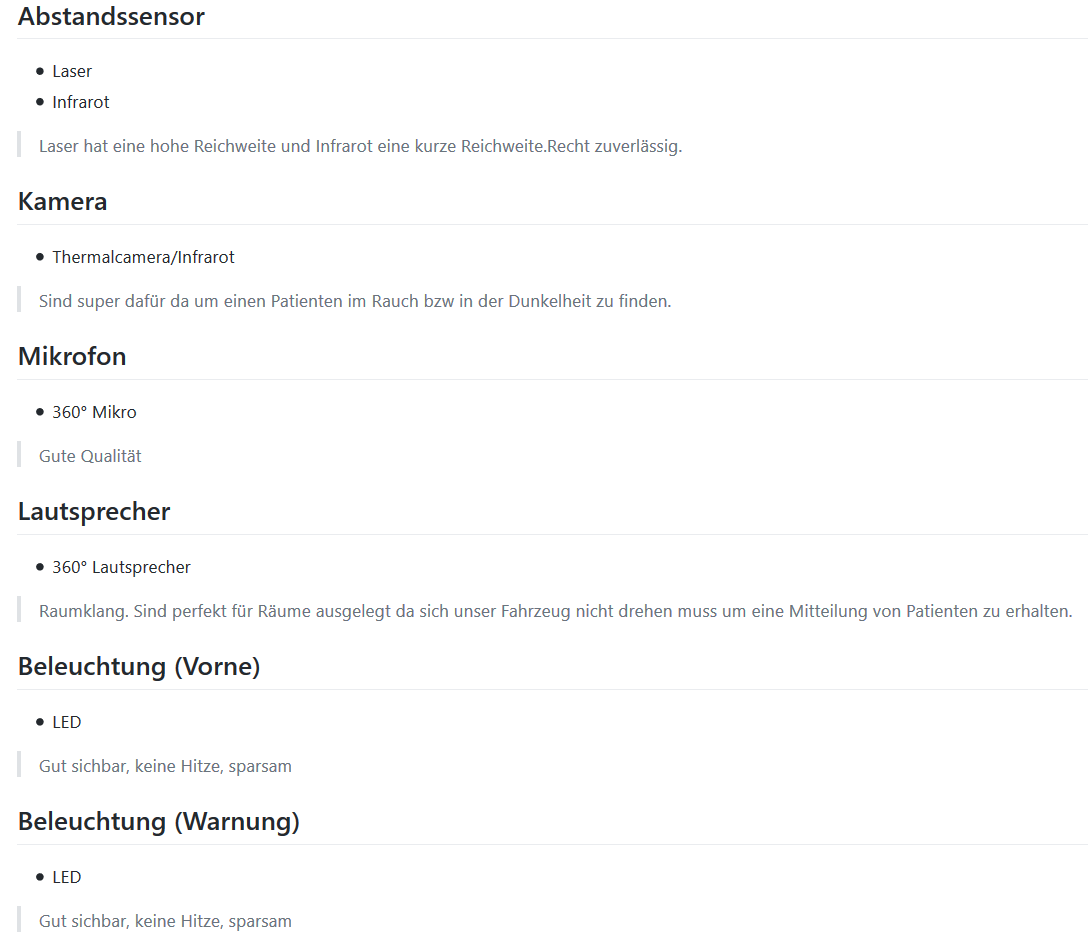 Abstandssensor
Laser
Infrarot
Laser hat eine hohe Reichweite und Infrarot eine kurze Reichweite.Recht zuverlässig.
Kamera
Thermalcamera/Infrarot
Sind super dafür da um einen Patienten im Rauch bzw in der Dunkelheit zu finden.
Mikrofon
360° Mikro
Gute Qualität
Lautsprecher
360° Lautsprecher
Raumklang. Sind perfekt für Räume ausgelegt da sich unser Fahrzeug nicht drehen muss um eine Mitteilung von Patienten zu erhalten.
Beleuchtung (Vorne)
LED
Gut sichbar, keine Hitze, sparsam
Beleuchtung (Warnung)
LED
Gut sichbar, keine Hitze, sparsam